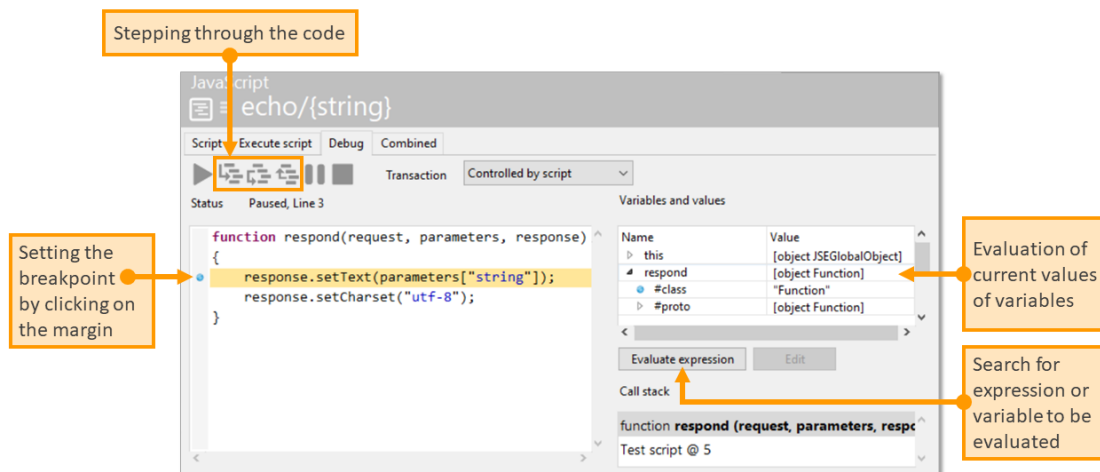 Stepping through the code
JavaScript
echo/{string}
Script Execute script Debug Combined
Transaction Controlled by script
Status Paused, Line 3
Variables and values
function respond(request, parameters, response)
{
response.setText(parameters["string"]);
response.setCharset("utf-8");
}
Name Value
this [object JSEGlobalObject]
respond [object Function]
#class "Function"
#proto [object Function]
Evaluate expression Edit
Call stack
function respond (request, parameters, respo
Test script @ 5
Setting the
breakpoint
by clicking on
the margin
Evaluation of
current values
of variables
Search for
expression or
variable to be
evaluated